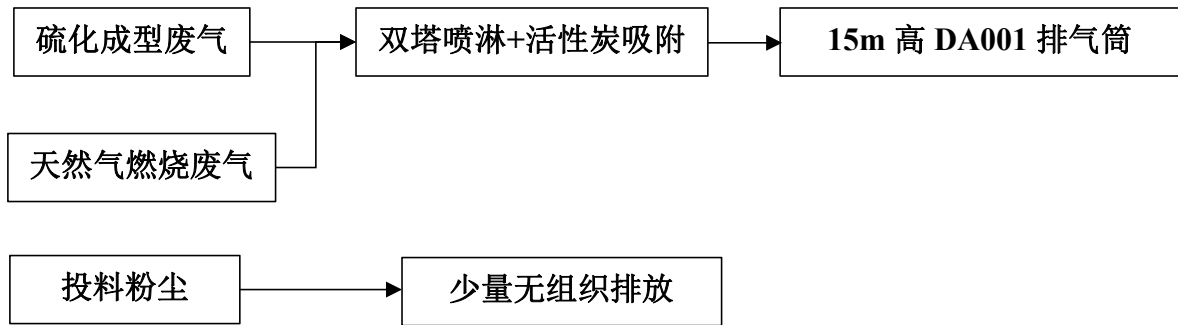 硫化成型废气
双塔喷淋+活性炭吸附
15m 高 DA001 排气筒
天然气燃烧废气
投料粉尘
少量无组织排放